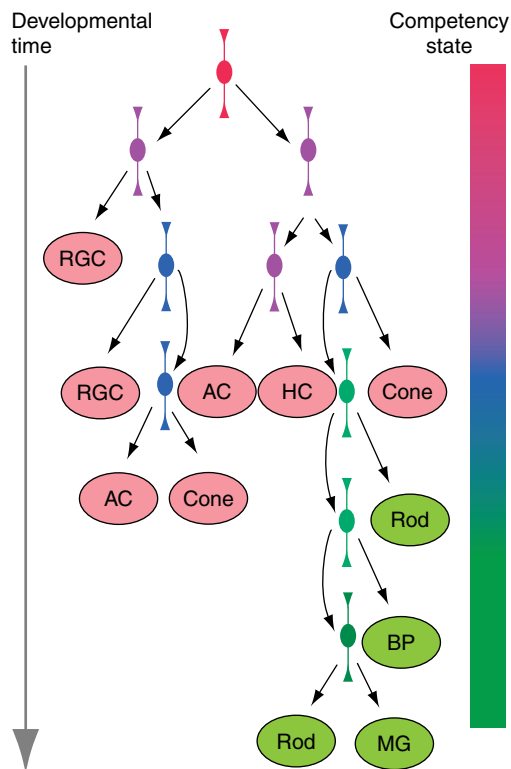 Developmental
time
Competency
state
RGC
RGC
AC
HC
Cone
AC
Cone
Rod
BP
Rod
MG